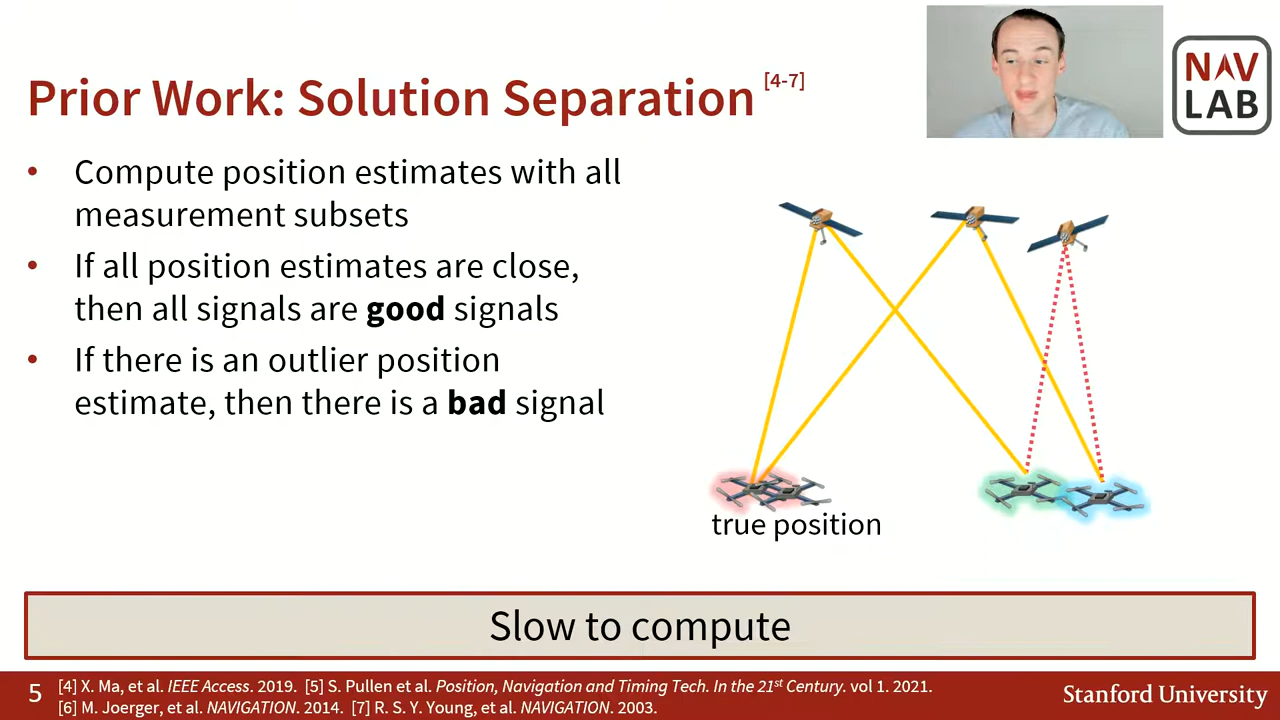 Prior Work: Solution Separation [4-7]
NAV
LAB
• Compute position estimates with all
measurement subsets
• If all position estimates are close,
then all signals are good signals
• If there is an outlier position
estimate, then there is a bad signal
true position
Slow to compute
5
[4] X. Ma, et al. IEEE Access. 2019. [5] S. Pullen et al. Position, Navigation and Timing Tech. In the 21st Century. vol 1. 2021.
[6] M. Joerger, et al. NAVIGATION. 2014. [7] R. S. Y. Young, et al. NAVIGATION. 2003.
Stanford University